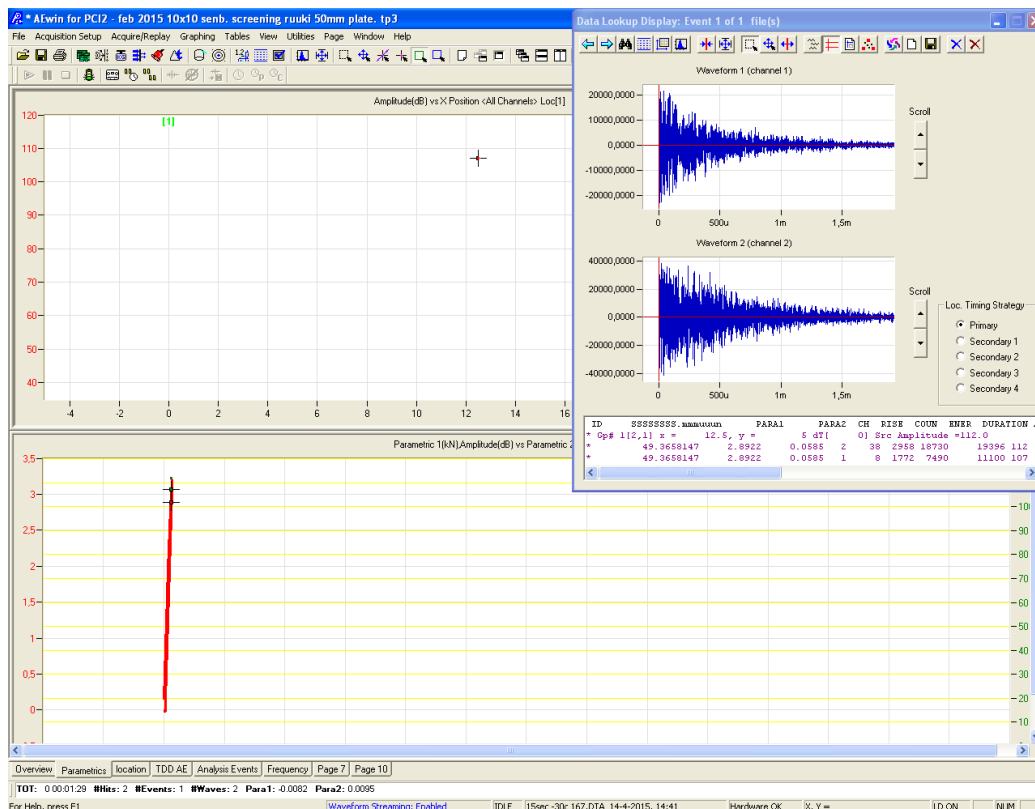 * AEwin for PCI2 - feb 2015 10x10 senb. screening ruuki 50mm plate. tp3
File Acquisition Setup Acquire/Replay Graphing Tables View Utilities Page Window Help
Amplitude(dB) vs X Position <All Channels> Loc[1]
120
110
100
90
80
70
60
50
40
[1]
-4 -2 0 2 4 6 8 10 12 14 16
Parametric 1(kN),Amplitude(dB) vs Parametric 2
3,5
3
2,5
2
1,5
1
0,5
0
100
90
80
70
60
50
40
30
20
10
0
Data Lookup Display: Event 1 of 1 file(s)
Waveform 1 (channel 1)
20000,0000
10000,0000
0,0000
-10000,0000
-20000,0000
0 500u 1m 1,5m
Scroll
Waveform 2 (channel 2)
40000,0000
20000,0000
0,0000
-20000,0000
-40000,0000
0 500u 1m 1,5m
Scroll
Loc. Timing Strategy
Primary
Secondary 1
Secondary 2
Secondary 3
Secondary 4
ID SSSSSSSS.mmmuuun PARA1 PARA2 CH RISE COUN ENER DURATION
* Gp# 1[2,1] x = 12.5, y = 5 dT[ 0] Src Amplitude =112.0
* 49.3658147 2.8922 0.0585 2 38 2958 18730 19396 112
* 49.3658147 2.8922 0.0585 1 8 1772 7490 11100 107
Overview Parametrics location TDD AE Analysis Events Frequency Page 7 Page 10
TOT: 0 00:01:29 #Hits: 2 #Events: 1 #Waves: 2 Para1: -0.0082 Para2: 0.0095
For Help, press F1 Waveform Streaming: Enabled IDLE 15sec -30c 167.DTA 14-4-2015, 14:41 Hardware OK X, Y = LD ON NUM